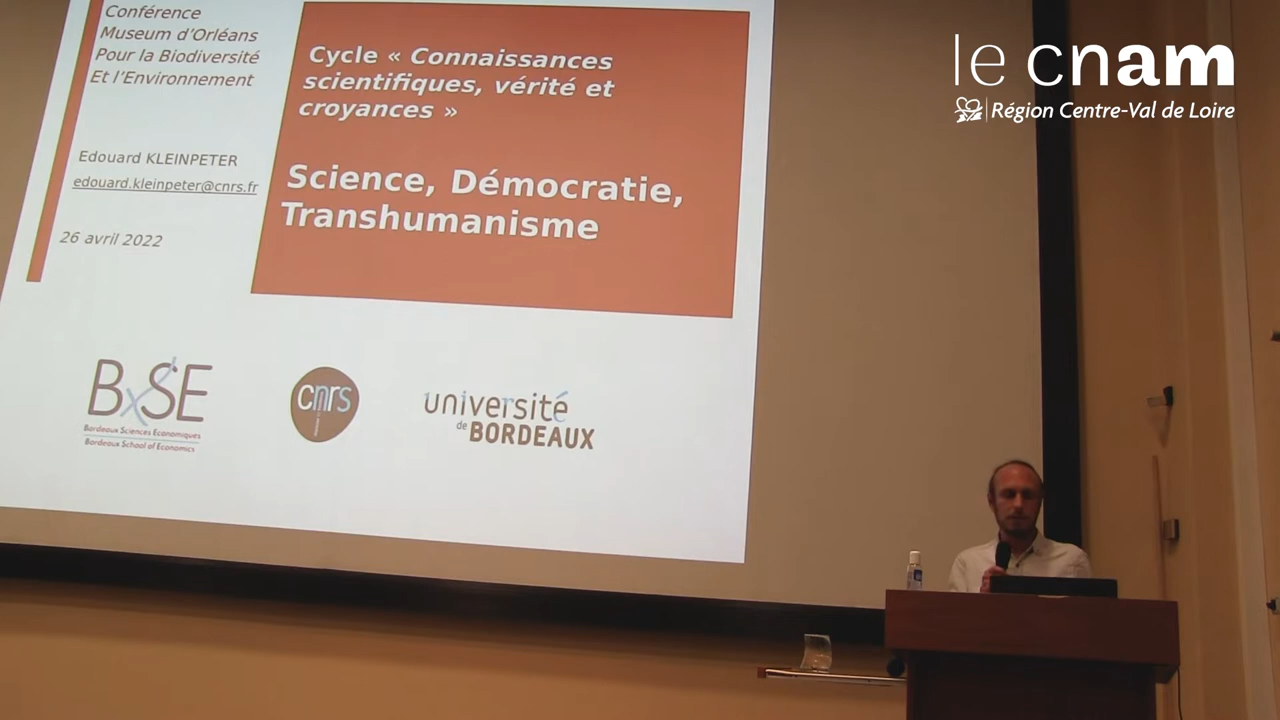 Conférence
Museum d'Orléans
Pour la Biodiversité
Et l'Environnement
Edouard KLEINPETER
edouard.kleinpeter@cnrs.fr
26 avril 2022
Cycle « Connaissances
scientifiques, vérité et
croyances »
Science, Démocratie,
Transhumanisme
BxSE
Bordeaux Sciences Economiques
Bordeaux School of Economics
cnrs
université
de BORDEAUX
le cnam
Région Centre-Val de Loire